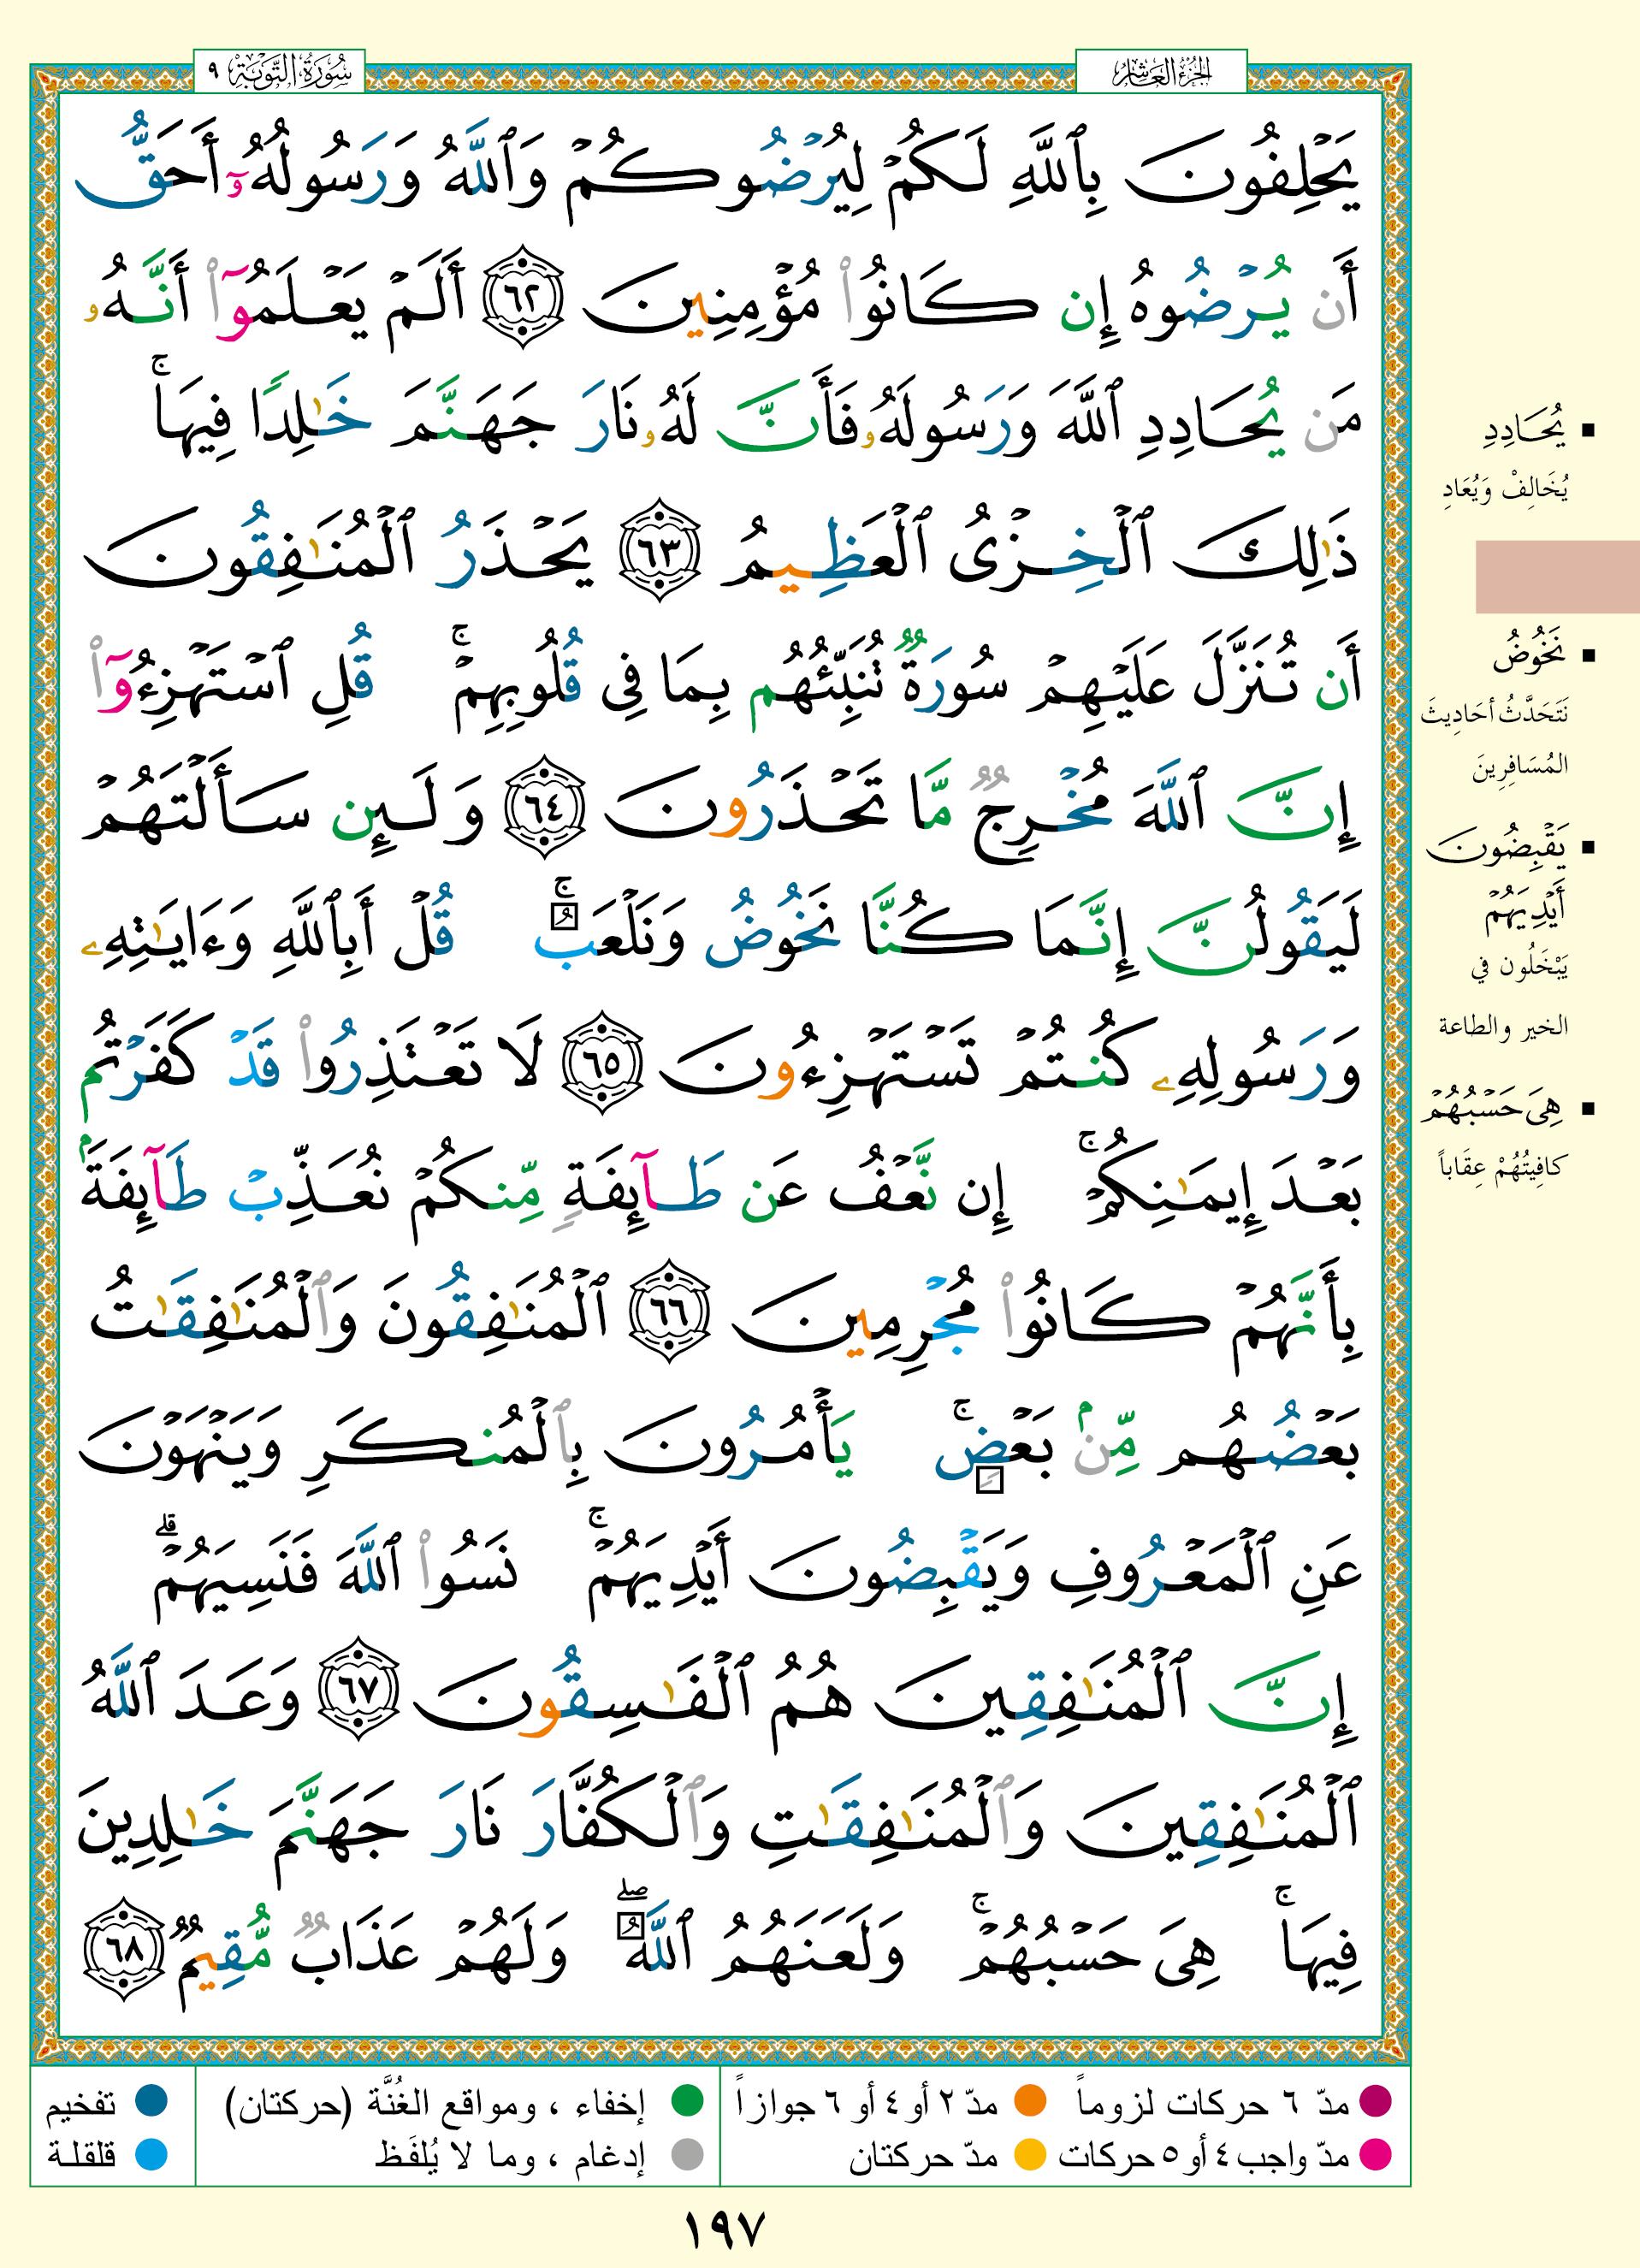 الجزء العاشر
سورة التوبة ٩
يَحْلِفُونَ بِٱللَّهِ لَكُمْ لِيُرْضُوكُمْ وَٱللَّهُ وَرَسُولُهُۥٓ أَحَقُّ
أَن يُرْضُوهُ إِن كَانُوا۟ مُؤْمِنِينَ ٦٢ أَلَمْ يَعْلَمُوٓا۟ أَنَّهُۥ
مَن يُحَادِدِ ٱللَّهَ وَرَسُولَهُۥ فَأَنَّ لَهُۥ نَارَ جَهَنَّمَ خَٰلِدًا فِيهَا ۚ
ذَٰلِكَ ٱلْخِزْىُ ٱلْعَظِيمُ ٦٣ يَحْذَرُ ٱلْمُنَٰفِقُونَ
أَن تُنَزَّلَ عَلَيْهِمْ سُورَةٌ تُنَبِّئُهُم بِمَا فِى قُلُوبِهِمْ ۚ قُلِ ٱسْتَهْزِءُوٓا۟
إِنَّ ٱللَّهَ مُخْرِجٌ مَّا تَحْذَرُونَ ٦٤ وَلَئِن سَأَلْتَهُمْ
لَيَقُولُنَّ إِنَّمَا كُنَّا نَخُوضُ وَنَلْعَبُ ۚ قُلْ أَبِٱللَّهِ وَءَايَٰتِهِۦ
وَرَسُولِهِۦ كُنتُمْ تَسْتَهْزِءُونَ ٦٥ لَا تَعْتَذِرُوا۟ قَدْ كَفَرْتُم
بَعْدَ إِيمَٰنِكُمْ ۚ إِن نَّعْفُ عَن طَآئِفَةٍ مِّنكُمْ نُعَذِّبْ طَآئِفَةًۢ
بِأَنَّهُمْ كَانُوا۟ مُجْرِمِينَ ٦٦ ٱلْمُنَٰفِقُونَ وَٱلْمُنَٰفِقَٰتُ
بَعْضُهُم مِّنۢ بَعْضٍ ۚ يَأْمُرُونَ بِٱلْمُنكَرِ وَيَنْهَوْنَ
عَنِ ٱلْمَعْرُوفِ وَيَقْبِضُونَ أَيْدِيَهُمْ ۚ نَسُوا۟ ٱللَّهَ فَنَسِيَهُمْ ۗ
إِنَّ ٱلْمُنَٰفِقِينَ هُمُ ٱلْفَٰسِقُونَ ٦٧ وَعَدَ ٱللَّهُ
ٱلْمُنَٰفِقِينَ وَٱلْمُنَٰفِقَٰتِ وَٱلْكُفَّارَ نَارَ جَهَنَّمَ خَٰلِدِينَ
فِيهَا ۚ هِىَ حَسْبُهُمْ ۚ وَلَعَنَهُمُ ٱللَّهُ ۖ وَلَهُمْ عَذَابٌ مُّقِيمٌ ٦٨
▪ يُحَادِدِ
يُخَالِفْ وَيُعَادِ
▪ نَخُوضُ
نَتَحَدَّثُ أحَادِيثَ
المُسَافِرِينَ
▪ يَقْبِضُونَ
أَيْدِيَهُمْ
يَبْخَلُون في
الخير والطاعة
▪ هِىَ حَسْبُهُمْ
كافِيَتُهُمْ عِقَاباً
مدّ ٦ حركات لزوماً مدّ ٢ أو ٤ أو ٦ جوازاً إخفاء ، ومواقع الغُنَّة (حركتان) تفخيم
مدّ واجب ٤ أو ٥ حركات مدّ حركتان إدغام ، وما لا يُلفَظ قلقلة
١٩٧